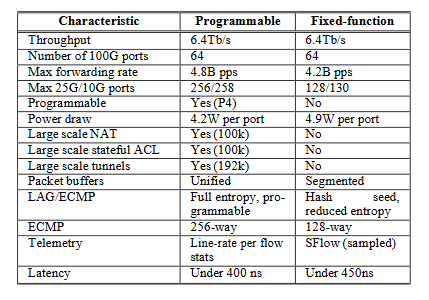 Characteristic Programmable Fixed-function
Throughput 6.4Tb/s 6.4Tb/s
Number of 100G ports 64 64
Max forwarding rate 4.8B pps 4.2B pps
Max 25G/10G ports 256/258 128/130
Programmable Yes (P4) No
Power draw 4.2W per port 4.9W per port
Large scale NAT Yes (100k) No
Large scale stateful ACL Yes (100k) No
Large scale tunnels Yes (192k) No
Packet buffers Unified Segmented
LAG/ECMP Full entropy, pro- Hash seed,
grammable reduced entropy
ECMP 256-way 128-way
Telemetry Line-rate per flow SFlow (sampled)
stats
Latency Under 400 ns Under 450ns